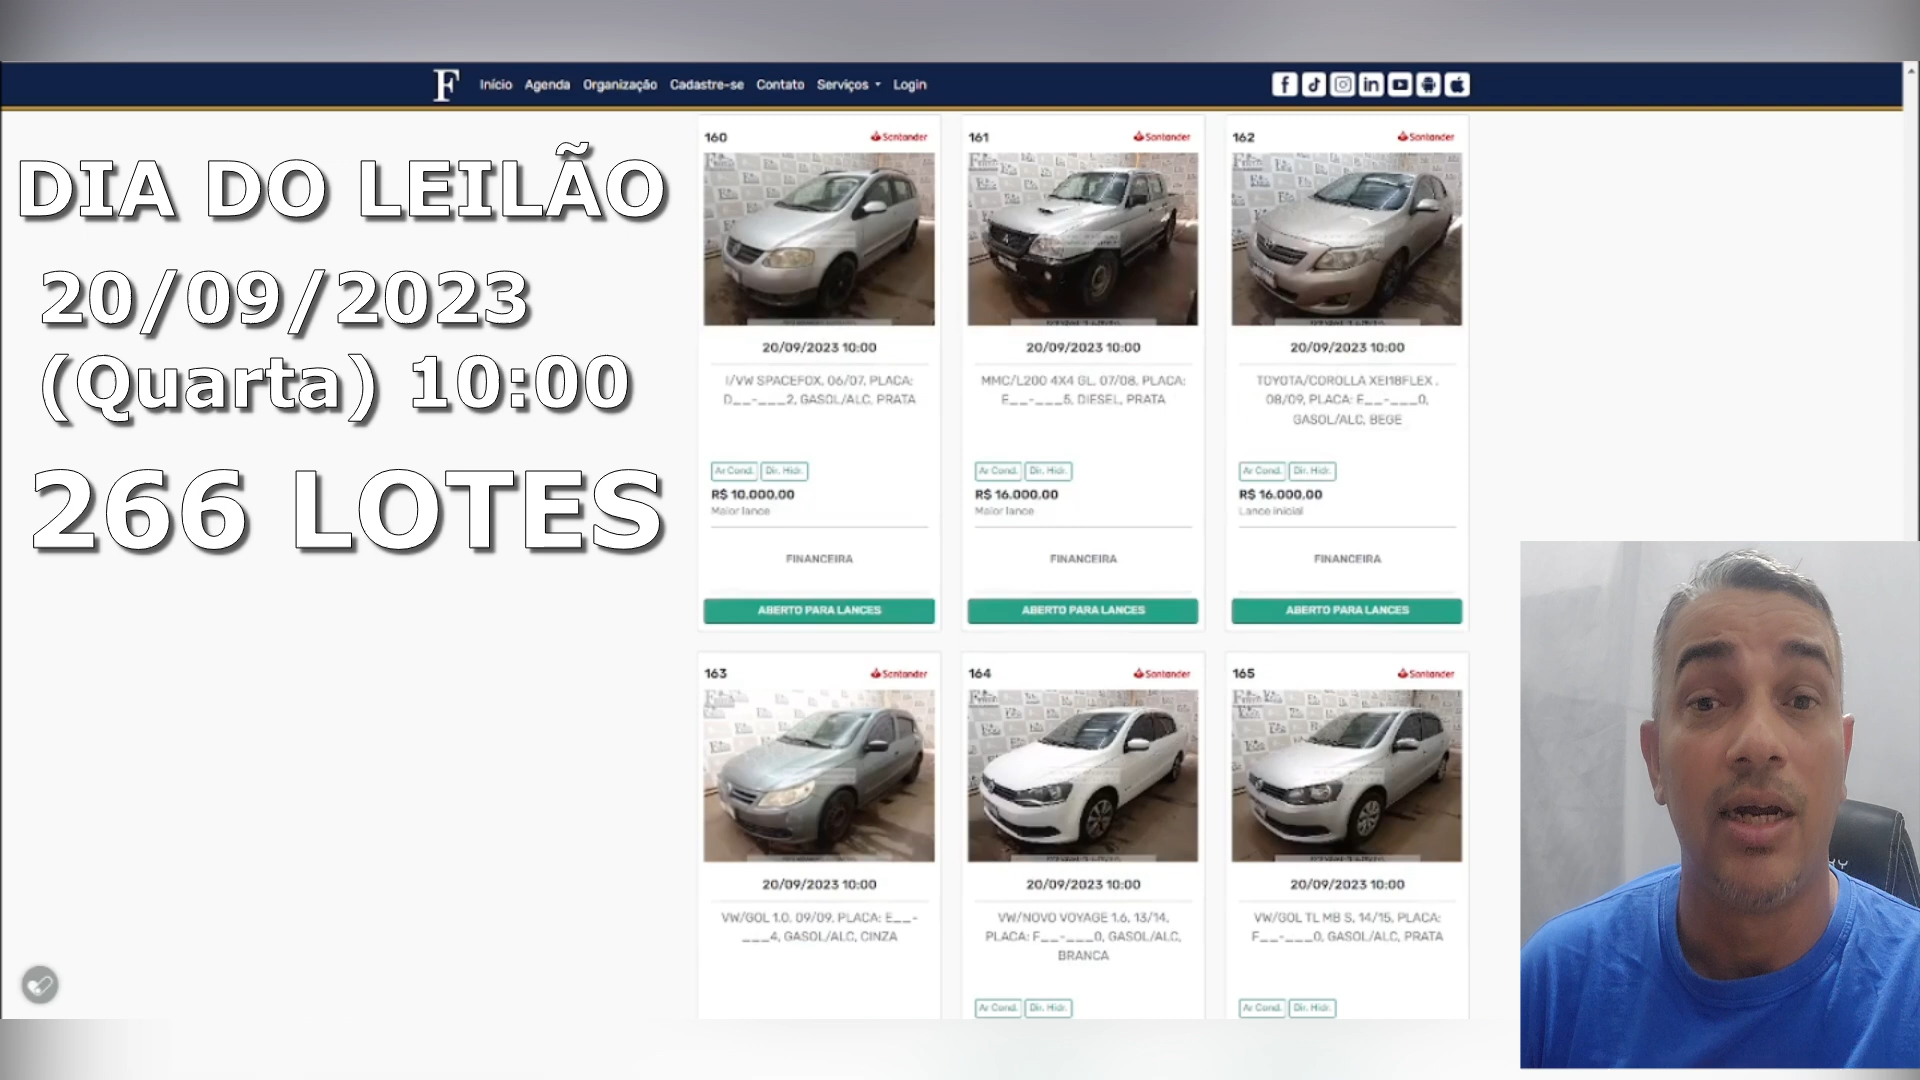 F Início Agenda Organização Cadastre-se Contato Serviços Login
DIA DO LEILÃO
20/09/2023
(Quarta) 10:00
266 LOTES
160 Santander
20/09/2023 10:00
I/VW SPACEFOX, 06/07, PLACA:
D__-___2, GASOL/ALC, PRATA
Ar Cond. Dir. Hidr.
R$ 10.000,00
Maior lance
FINANCEIRA
ABERTO PARA LANCES
161 Santander
20/09/2023 10:00
MMC/L200 4X4 GL, 07/08, PLACA:
E__-___5, DIESEL, PRATA
Ar Cond. Dir. Hidr.
R$ 16.000,00
Maior lance
FINANCEIRA
ABERTO PARA LANCES
162 Santander
20/09/2023 10:00
TOYOTA/COROLLA XEI18FLEX ,
08/09, PLACA: E__-___0,
GASOL/ALC, BEGE
Ar Cond. Dir. Hidr.
R$ 16.000,00
Lance inicial
FINANCEIRA
ABERTO PARA LANCES
163 Santander
20/09/2023 10:00
VW/GOL 1.0, 09/09, PLACA: E__-
___4, GASOL/ALC, CINZA
164 Santander
20/09/2023 10:00
VW/NOVO VOYAGE 1.6, 13/14,
PLACA: F__-___0, GASOL/ALC,
BRANCA
Ar Cond. Dir. Hidr.
165 Santander
20/09/2023 10:00
VW/GOL TL MB S, 14/15, PLACA:
F__-___0, GASOL/ALC, PRATA
Ar Cond. Dir. Hidr.